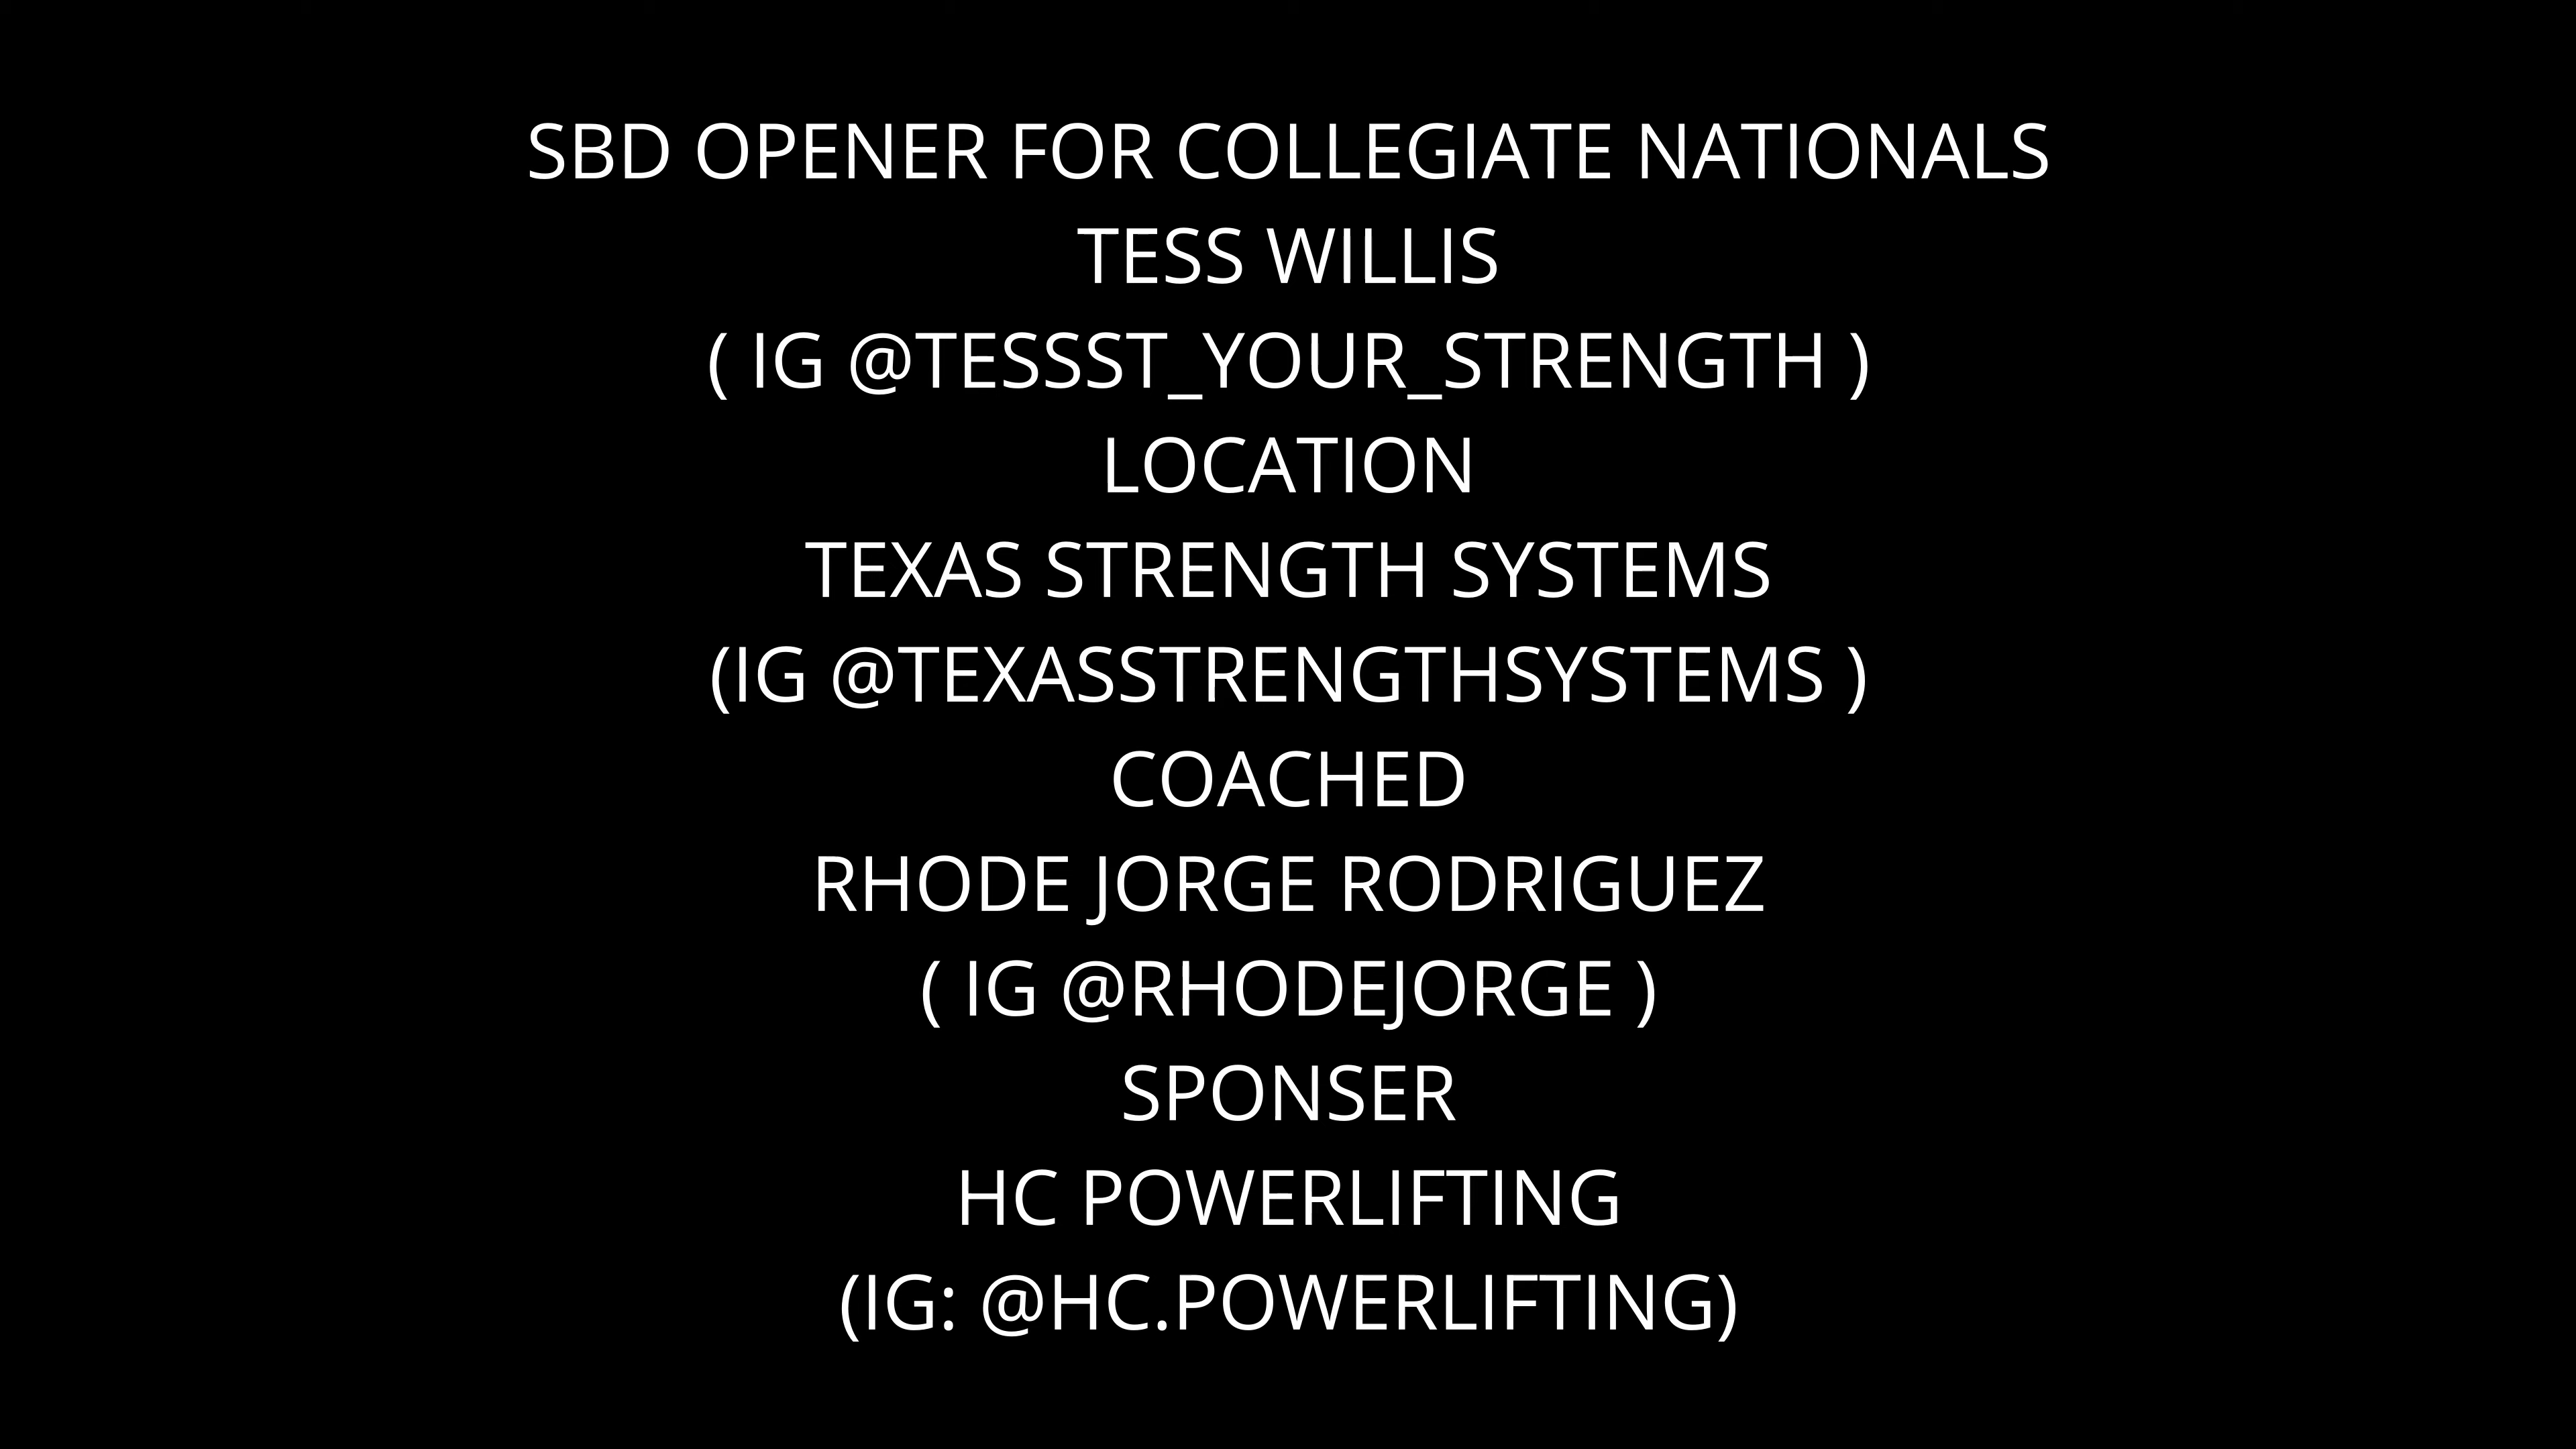 SBD OPENER FOR COLLEGIATE NATIONALS
TESS WILLIS
( IG @TESSST_YOUR_STRENGTH )
LOCATION
TEXAS STRENGTH SYSTEMS
(IG @TEXASSTRENGTHSYSTEMS )
COACHED
RHODE JORGE RODRIGUEZ
( IG @RHODEJORGE )
SPONSER
HC POWERLIFTING
(IG: @HC.POWERLIFTING)